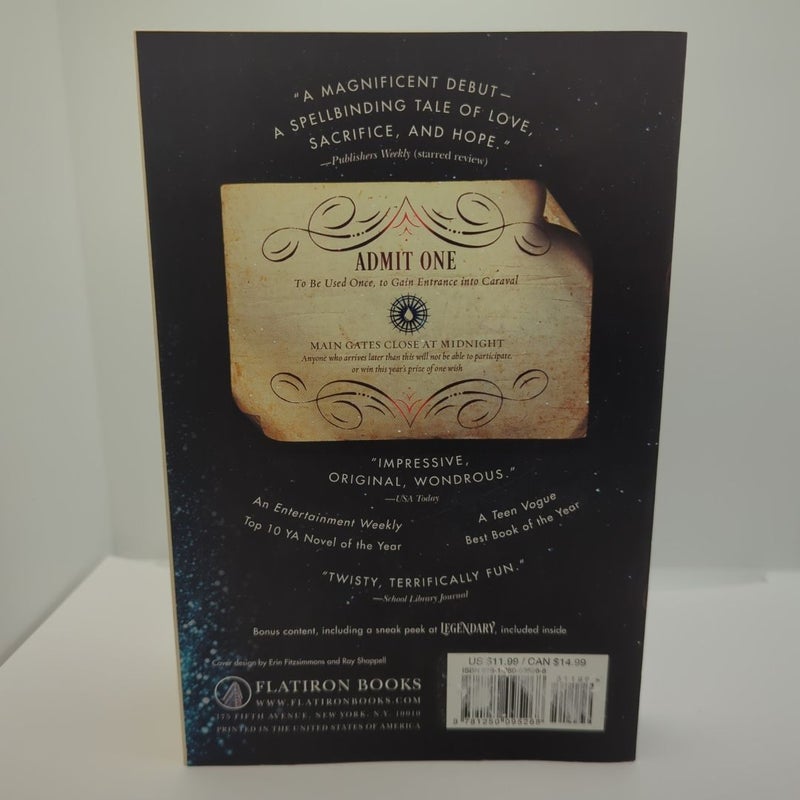 “A MAGNIFICENT DEBUT—
A SPELLBINDING TALE OF LOVE,
SACRIFICE, AND HOPE.”
—Publishers Weekly (starred review)
ADMIT ONE
To Be Used Once, to Gain Entrance into Caraval
MAIN GATES CLOSE AT MIDNIGHT
Anyone who arrives later than this will not be able to participate,
or win this year’s prize of one wish
“IMPRESSIVE,
ORIGINAL, WONDROUS.”
—USA Today
An Entertainment Weekly
Top 10 YA Novel of the Year
A Teen Vogue
Best Book of the Year
“TWISTY, TERRIFICALLY FUN.”
—School Library Journal
Bonus content, including a sneak peek at LEGENDARY, included inside
Cover design by Erin Fitzsimmons and Ray Shappell
FLATIRON BOOKS
WWW.FLATIRONBOOKS.COM
175 FIFTH AVENUE, NEW YORK, N.Y. 10010
PRINTED IN THE UNITED STATES OF AMERICA
US $11.99 / CAN $14.99
ISBN
9 781250 095268